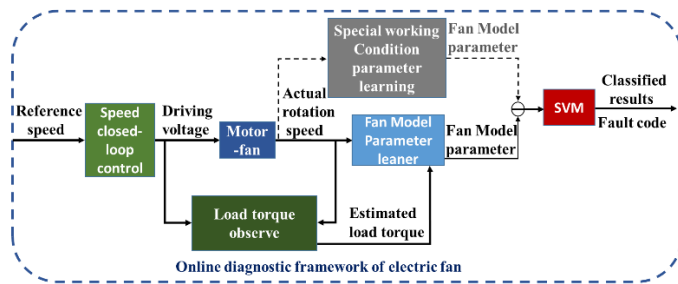 Special working
Condition
parameter
learning
Fan Model
parameter
Reference
speed
Speed
closed-
loop
control
Driving
voltage
Motor
-fan
Actual
rotation
speed
Fan Model
Parameter
leaner
Fan Model
parameter
SVM
Classified
results
Fault code
Load torque
observe
Estimated
load torque
Online diagnostic framework of electric fan